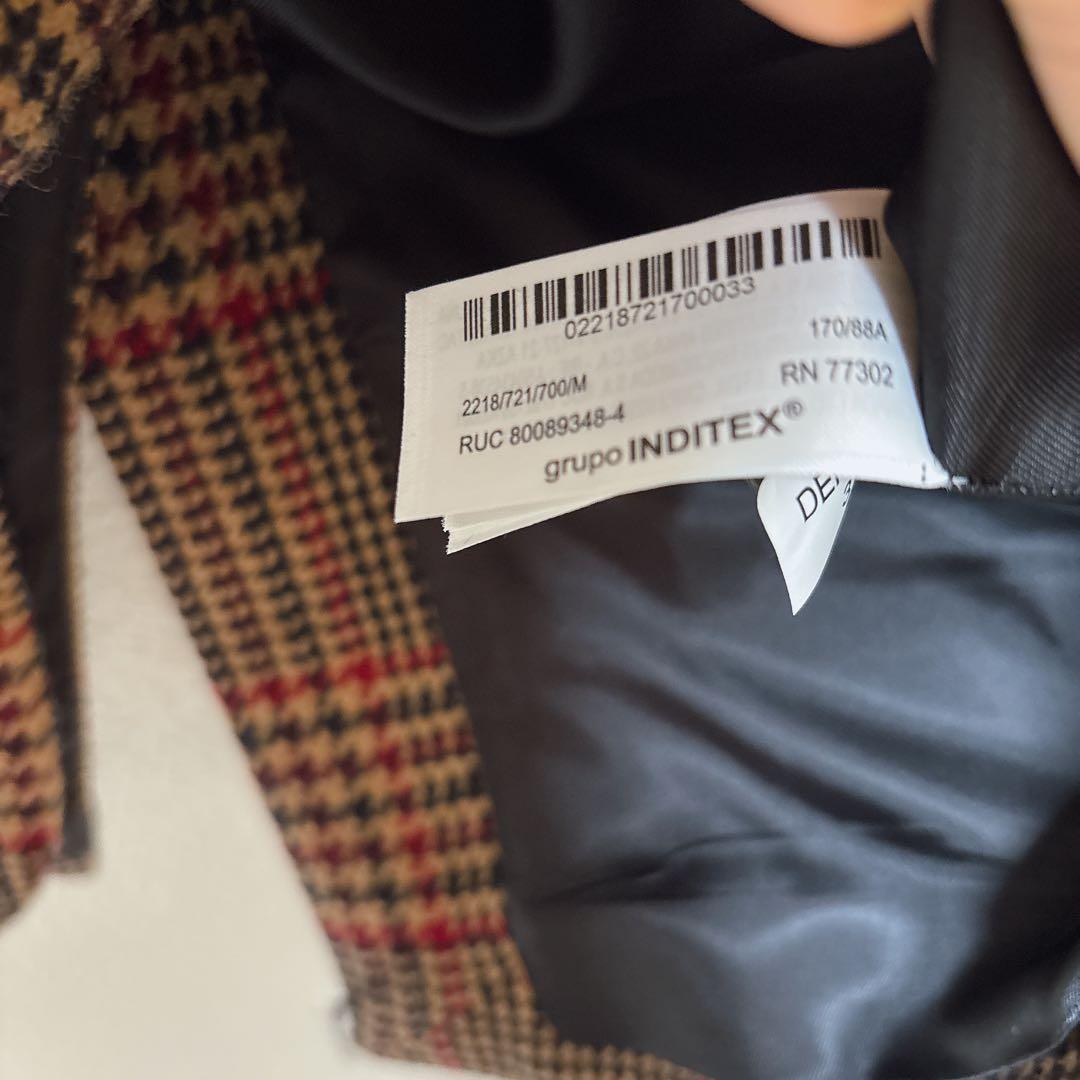 02218721700033
170/88A
2218/721/700/M
RN 77302
RUC 80089348-4
grupo INDITEX®